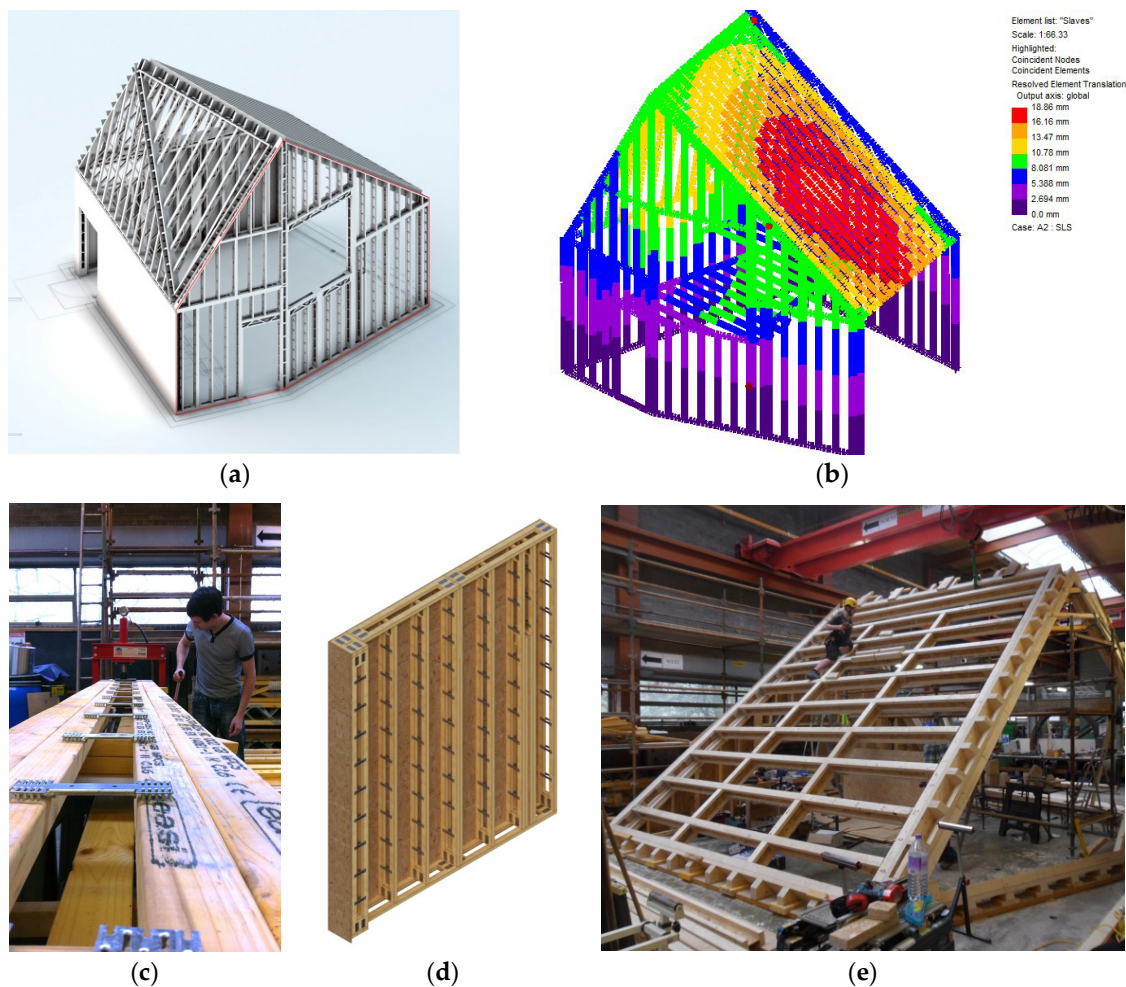 Element list: "Slaves"
Scale: 1:66.33
Highlighted:
Coincident Nodes
Coincident Elements
Resolved Element Translation
Output axis: global
18.86 mm
16.16 mm
13.47 mm
10.78 mm
8.081 mm
5.388 mm
2.694 mm
0.0 mm
Case: A2 : SLS
(a)
(b)
WEST
C16
(c)
(d)
(e)